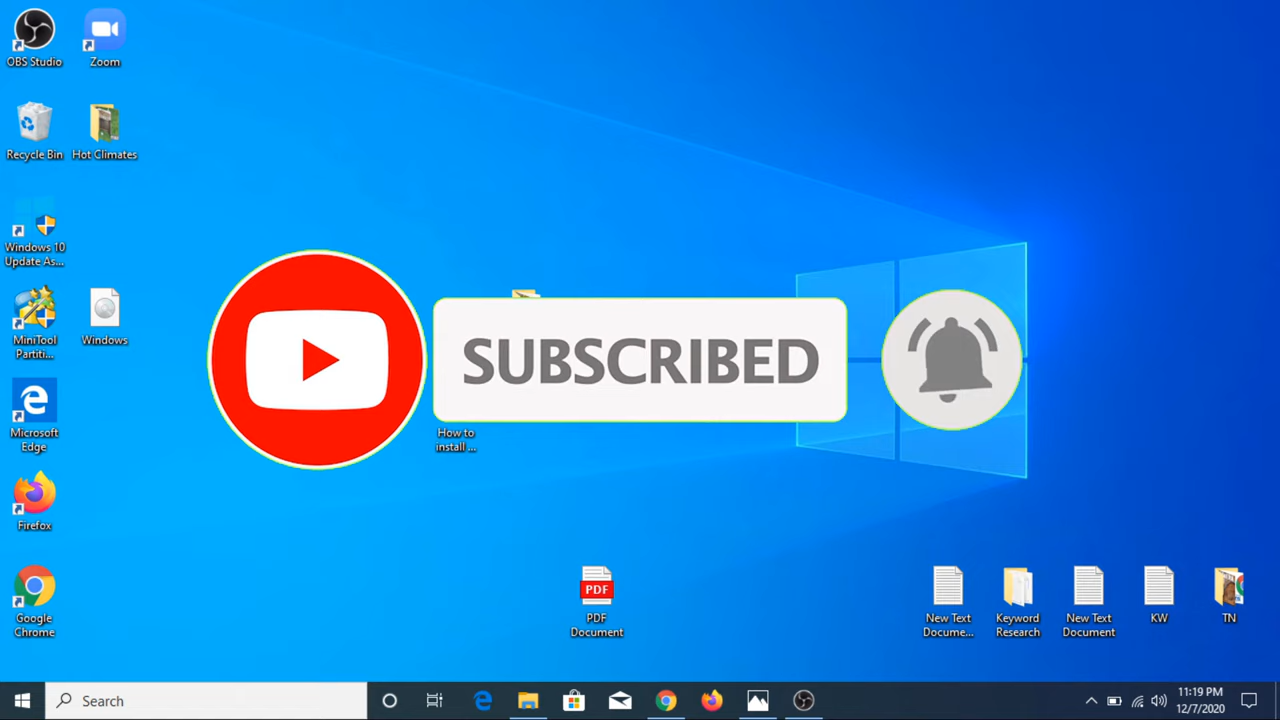 OBS Studio
Zoom
Recycle Bin
Hot Climates
Windows 10
Update As...
MiniTool
Partiti...
Windows
Microsoft
Edge
Firefox
Google
Chrome
SUBSCRIBED
How to
install ...
PDF
PDF
Document
New Text
Docume...
Keyword
Research
New Text
Document
KW
TN
Search
11:19 PM
12/7/2020